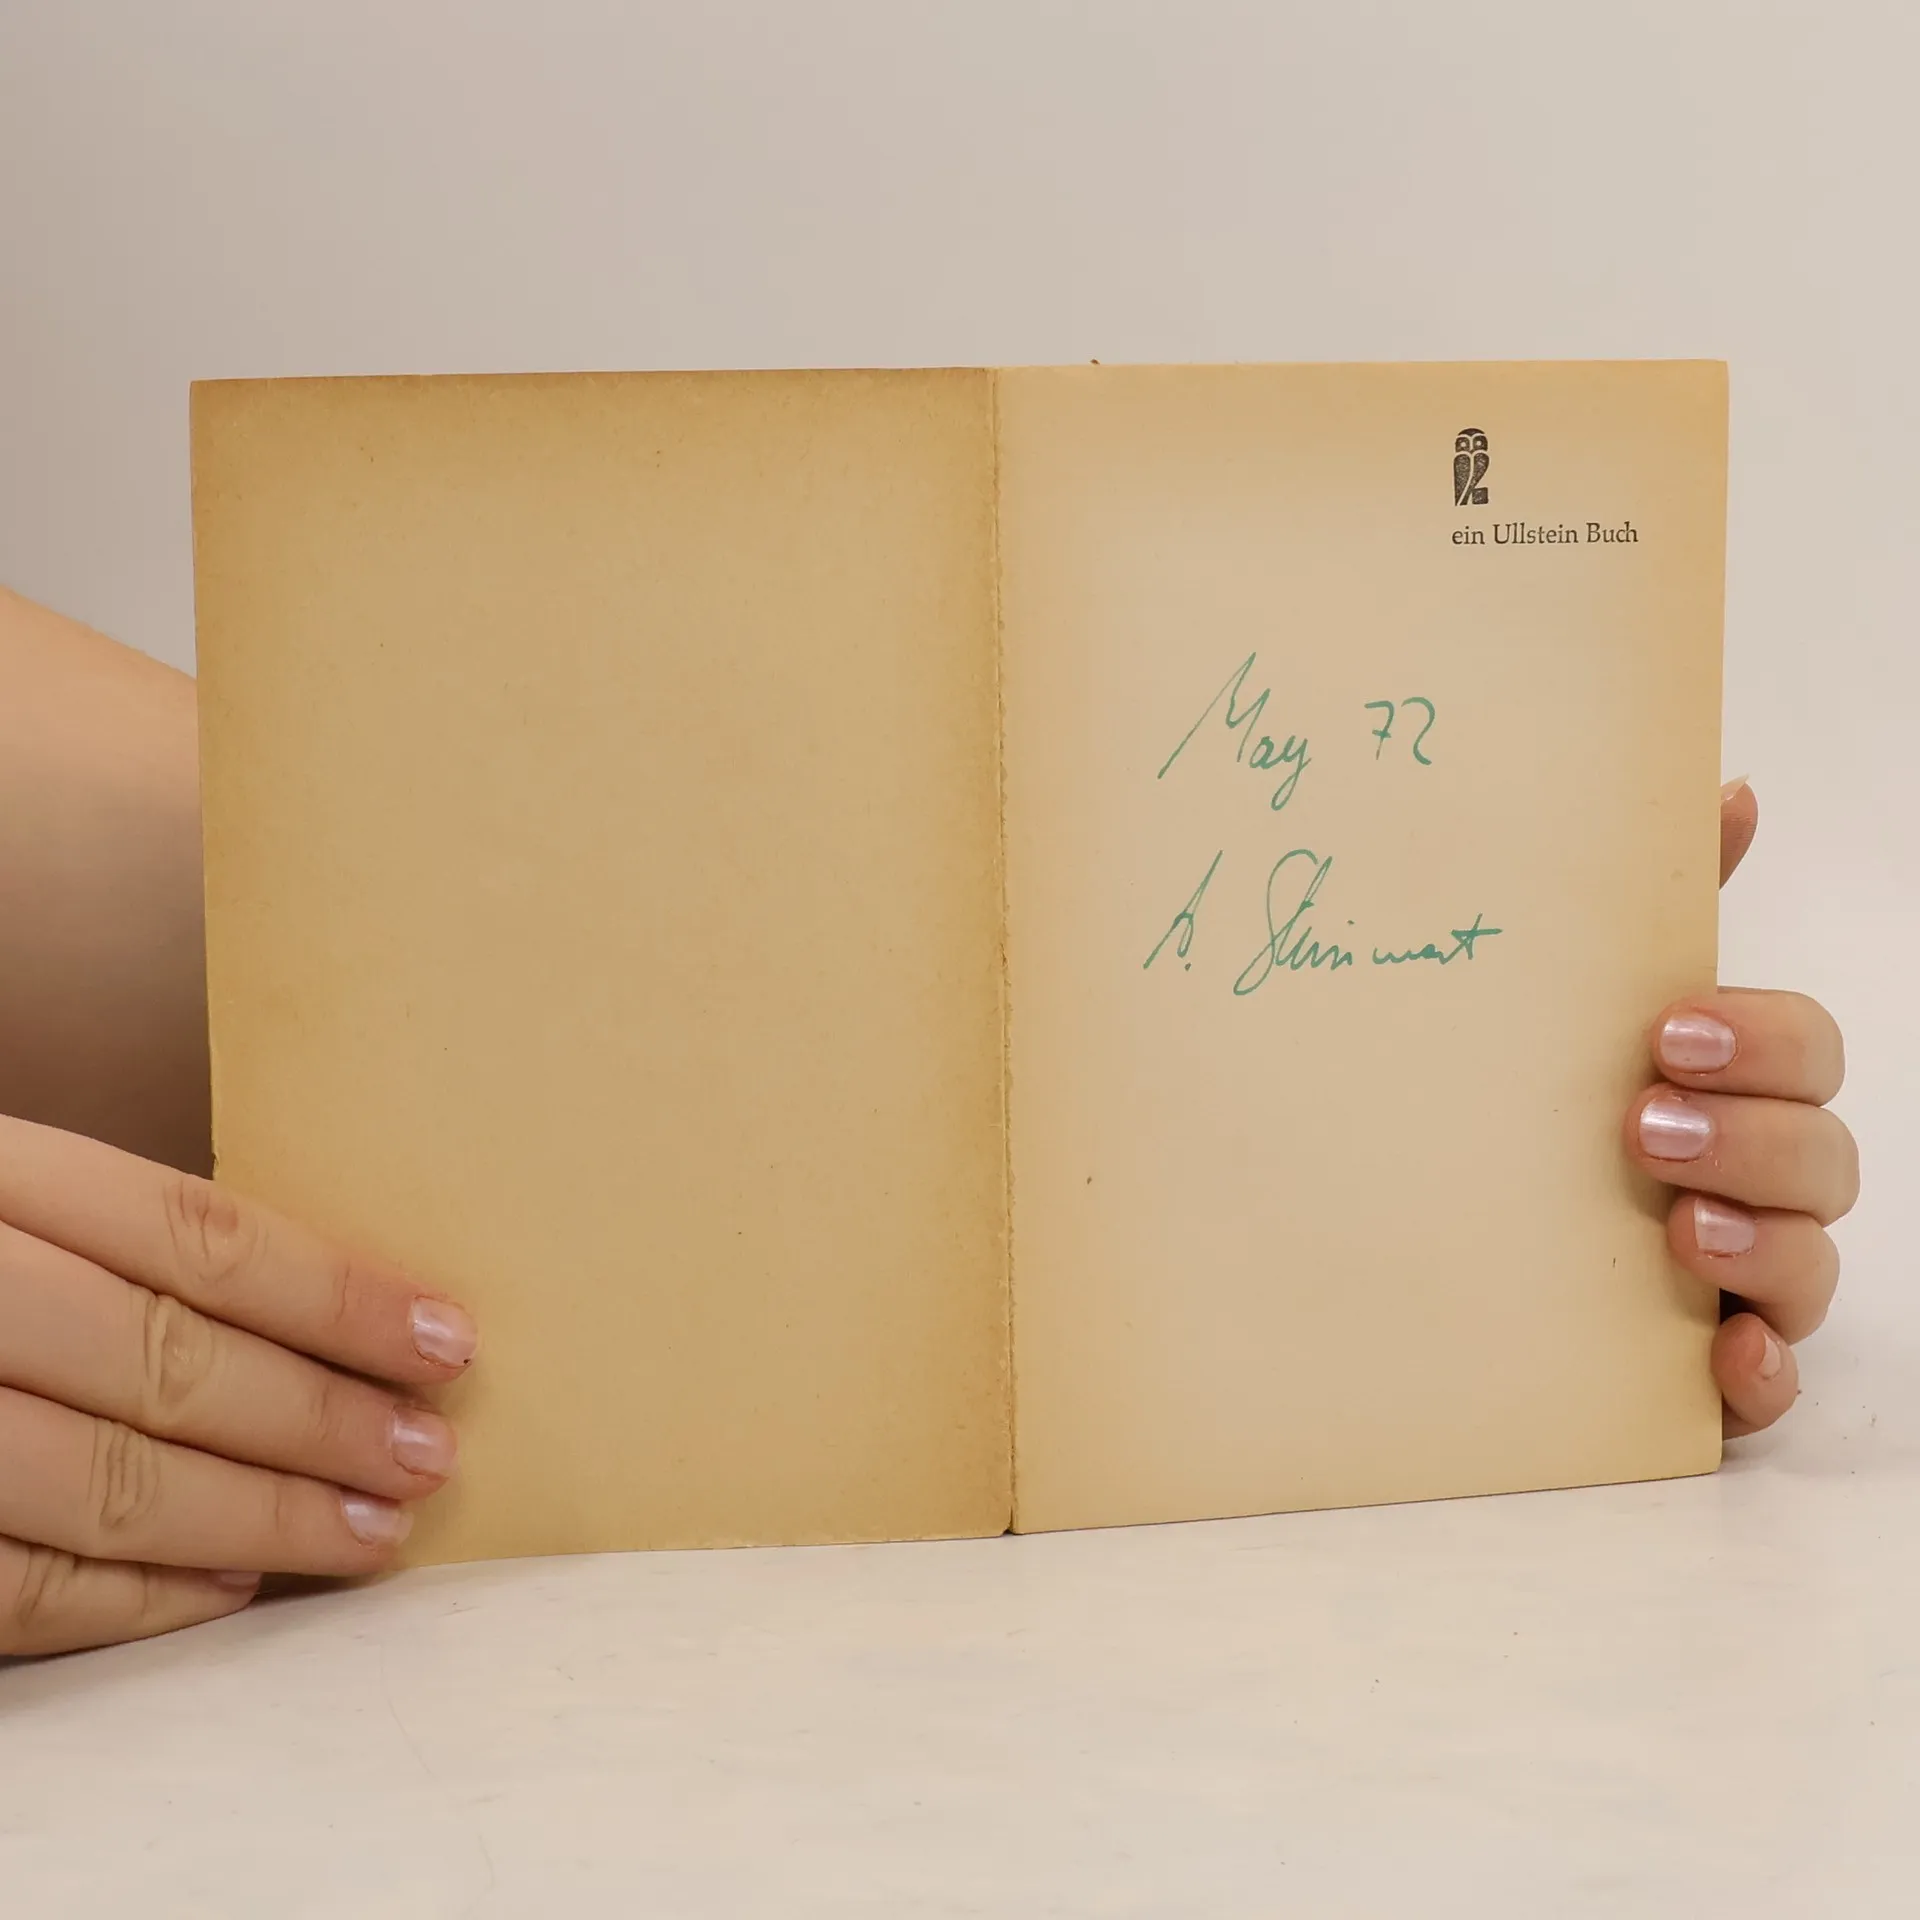 ein Ullstein Buch
May 72
A.